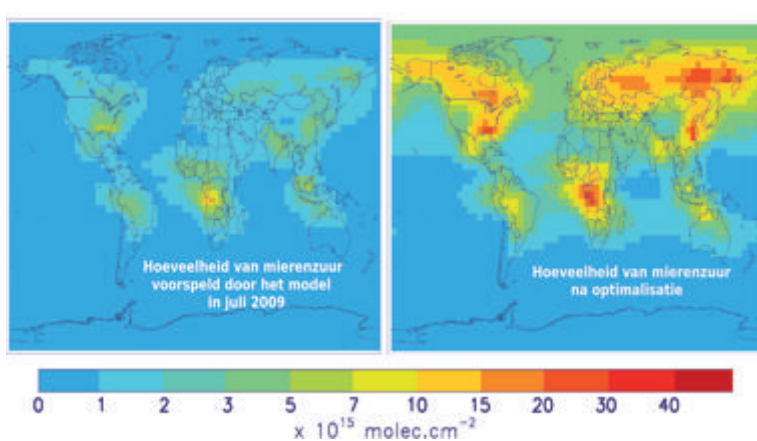 Hoeveelheid van mierenzuur
voorspeld door het model
in juli 2009
Hoeveelheid van mierenzuur
na optimalisatie
0 1 2 3 5 7 10 15 20 30 40
x 10¹⁵ molec.cm⁻²